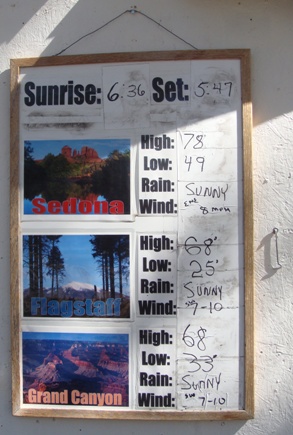 Sunrise: 6:36 Set: 5:47
Sedona
High: 78°
Low: 49
Rain: SUNNY
Wind: 8 MPH
Flagstaff
High: 68°
Low: 25°
Rain: SUNNY
Wind: 7-10
Grand Canyon
High: 68
Low: 33°
Rain: SUNNY
Wind: SW 7-10